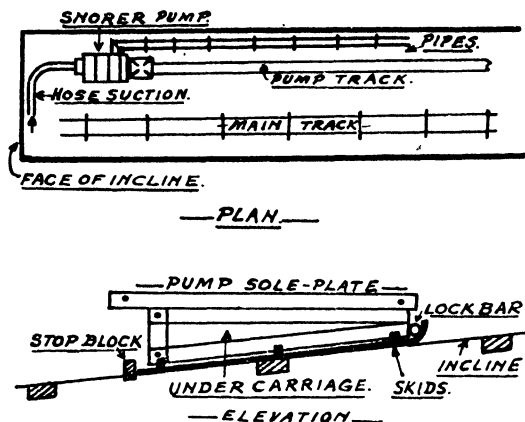 SNORER PUMP.
PIPES.
PUMP TRACK.
HOSE SUCTION.
MAIN TRACK
FACE OF INCLINE.
— PLAN —
— PUMP SOLE-PLATE —
LOCK BAR
STOP BLOCK
INCLINE
UNDER CARRIAGE.
SKIDS.
— ELEVATION —